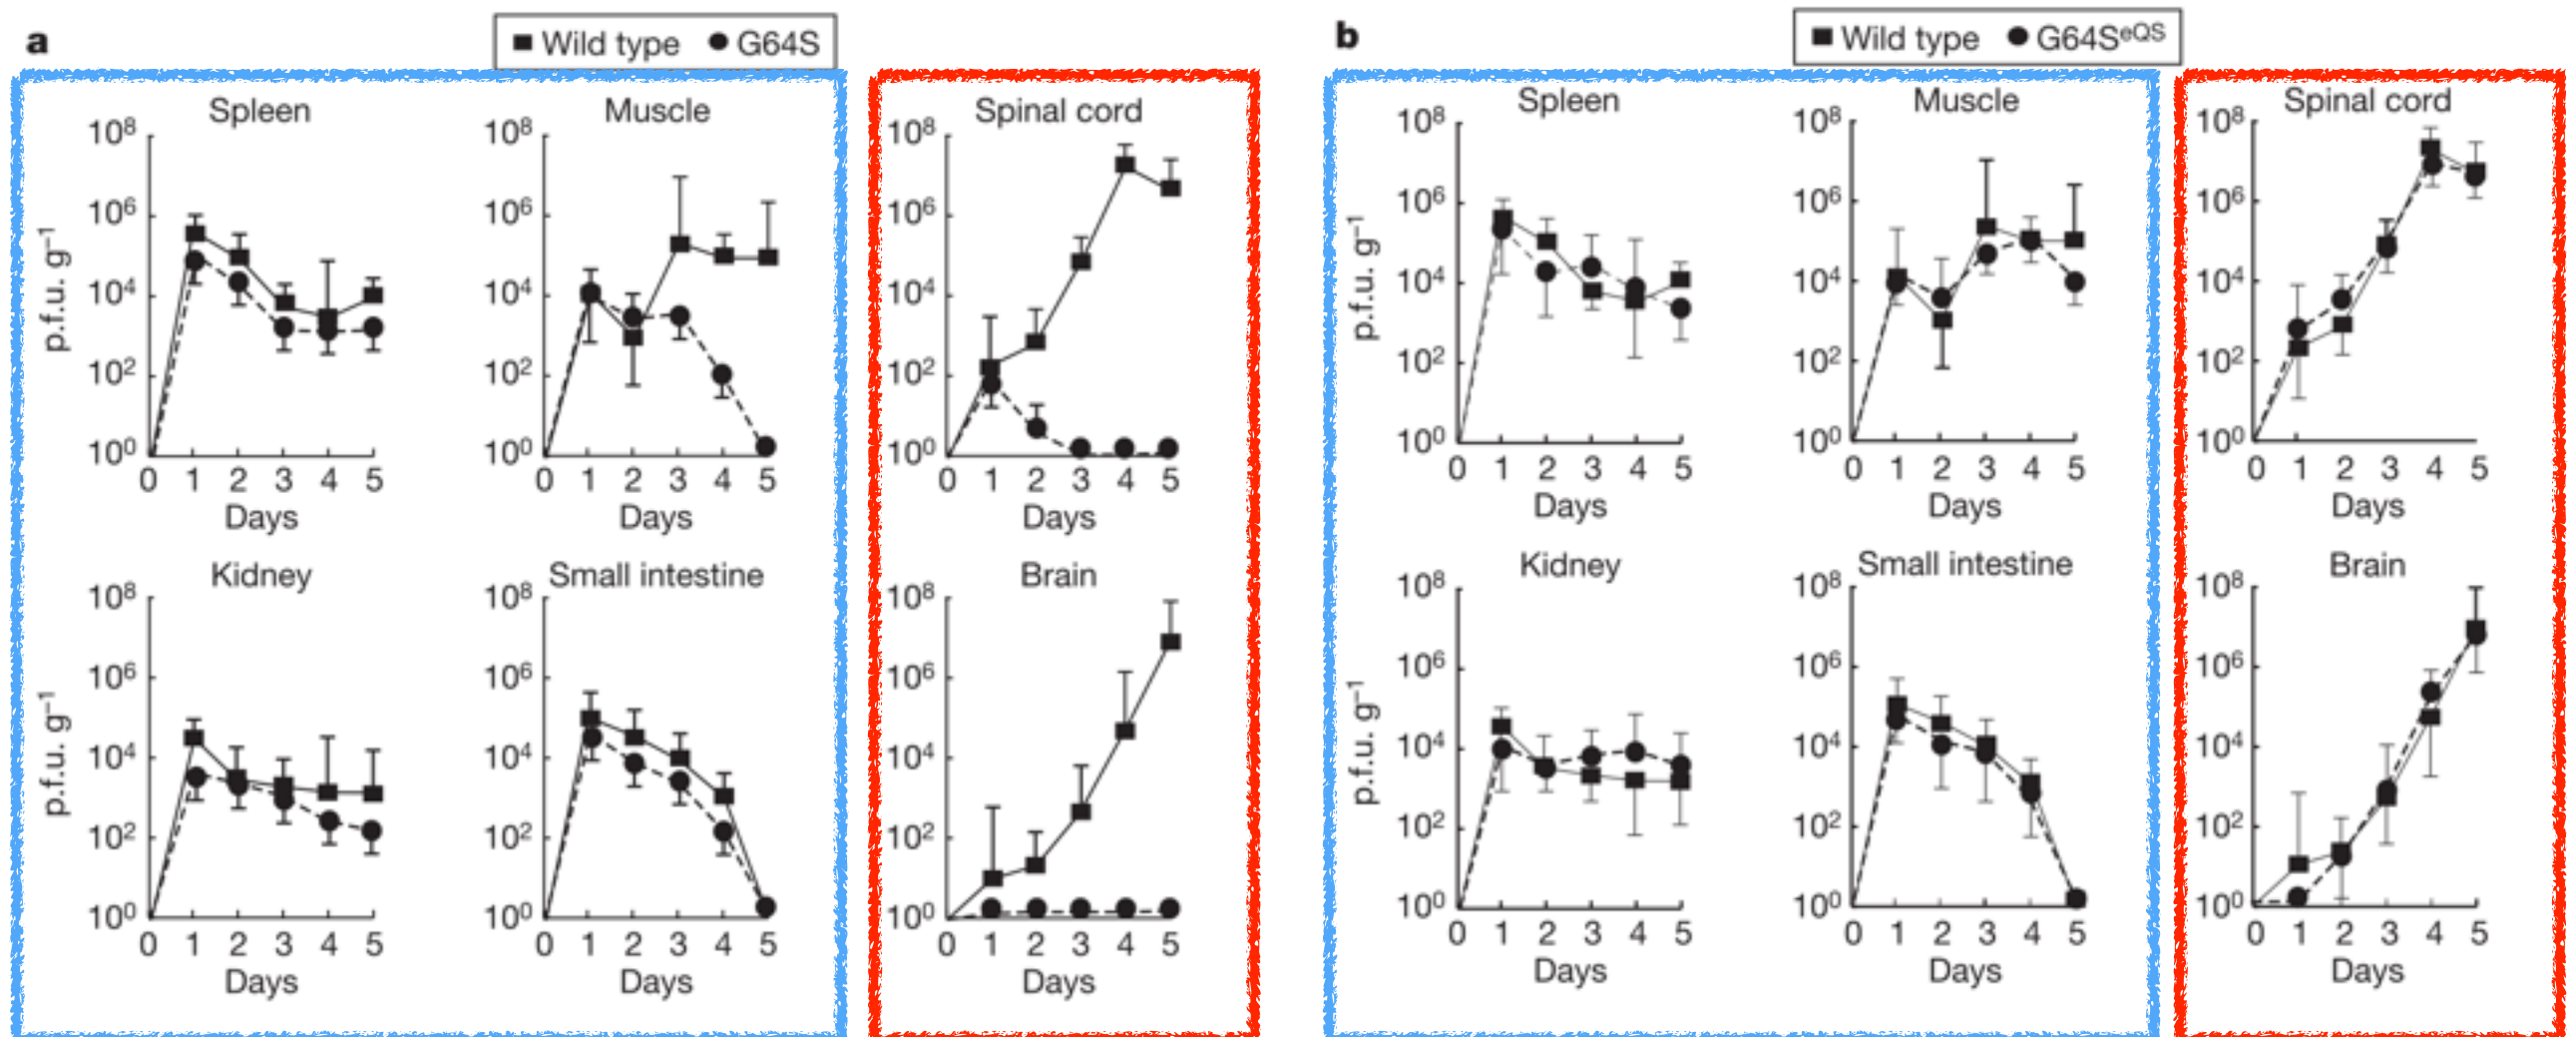 a
■ Wild type ● G64S
Spleen
p.f.u. g⁻¹
10⁸
10⁶
10⁴
10²
10⁰
0 1 2 3 4 5
Days
Muscle
10⁸
10⁶
10⁴
10²
10⁰
0 1 2 3 4 5
Days
Spinal cord
10⁸
10⁶
10⁴
10²
10⁰
0 1 2 3 4 5
Days
Kidney
p.f.u. g⁻¹
10⁸
10⁶
10⁴
10²
10⁰
0 1 2 3 4 5
Days
Small intestine
10⁸
10⁶
10⁴
10²
10⁰
0 1 2 3 4 5
Days
Brain
10⁸
10⁶
10⁴
10²
10⁰
0 1 2 3 4 5
Days
b
■ Wild type ● G64SᵉQS
Spleen
p.f.u. g⁻¹
10⁸
10⁶
10⁴
10²
10⁰
0 1 2 3 4 5
Days
Muscle
10⁸
10⁶
10⁴
10²
10⁰
0 1 2 3 4 5
Days
Spinal cord
10⁸
10⁶
10⁴
10²
10⁰
0 1 2 3 4 5
Days
Kidney
p.f.u. g⁻¹
10⁸
10⁶
10⁴
10²
10⁰
0 1 2 3 4 5
Days
Small intestine
10⁸
10⁶
10⁴
10²
10⁰
0 1 2 3 4 5
Days
Brain
10⁸
10⁶
10⁴
10²
10⁰
0 1 2 3 4 5
Days